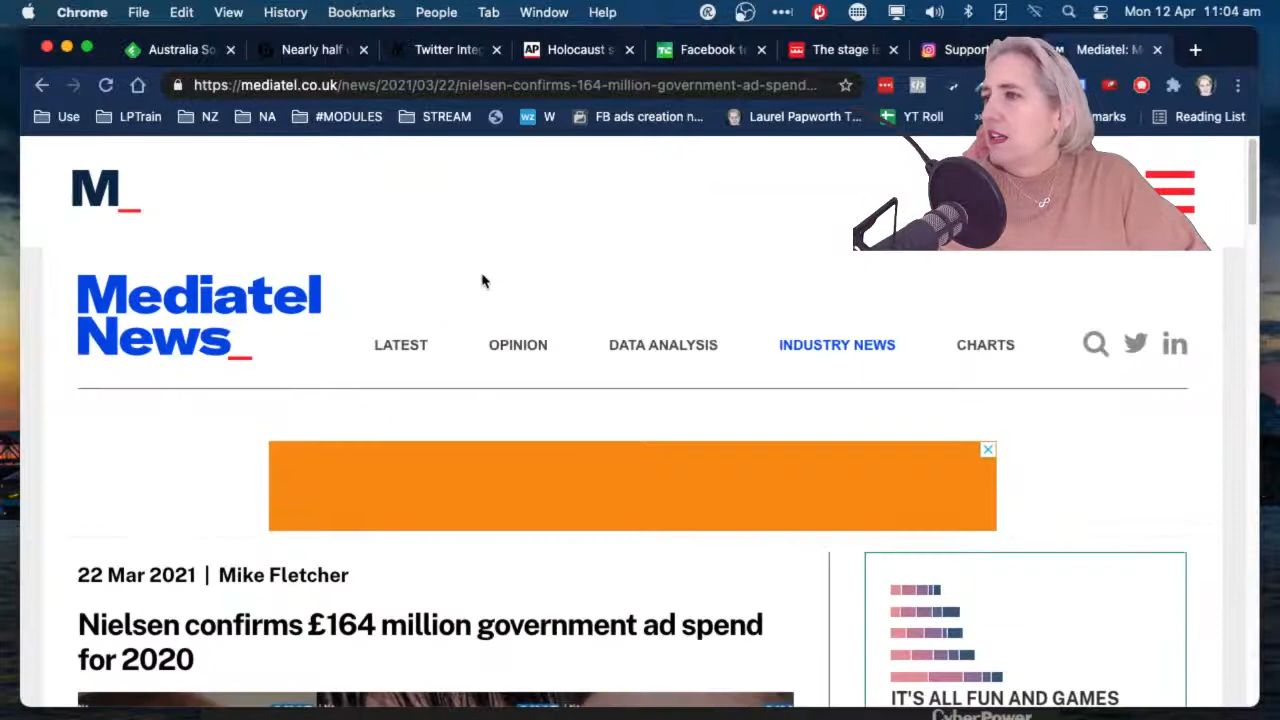 Chrome File Edit View History Bookmarks People Tab Window Help Mon 12 Apr 11:04 am
Australia So Nearly half Twitter Inte Holocaust s Facebook te The stage is Support Mediatel: M
https://mediatel.co.uk/news/2021/03/22/nielsen-confirms-164-million-government-ad-spend...
Use LPTrain NZ NA #MODULES STREAM W FB ads creation n... Laurel Papworth T... YT Roll Reading List
M_
Mediatel
News_
LATEST OPINION DATA ANALYSIS INDUSTRY NEWS CHARTS
22 Mar 2021 | Mike Fletcher
Nielsen confirms £164 million government ad spend
for 2020
IT'S ALL FUN AND GAMES
CyberPower